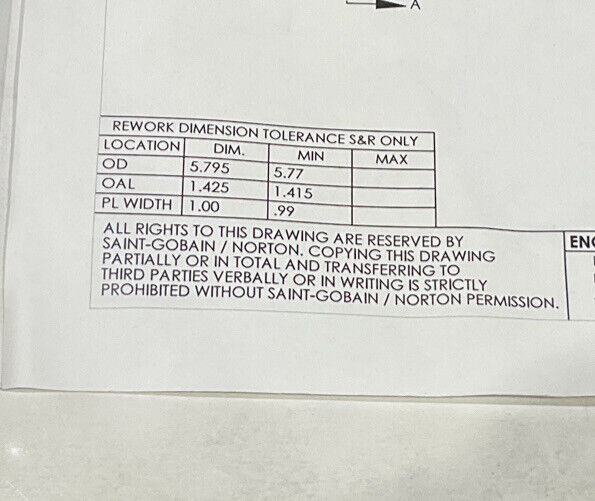 A
REWORK DIMENSION TOLERANCE S&R ONLY
LOCATION DIM. MIN MAX
OD 5.795 5.77
OAL 1.425 1.415
PL WIDTH 1.00 .99
ALL RIGHTS TO THIS DRAWING ARE RESERVED BY
SAINT-GOBAIN / NORTON. COPYING THIS DRAWING
PARTIALLY OR IN TOTAL AND TRANSFERRING TO
THIRD PARTIES VERBALLY OR IN WRITING IS STRICTLY
PROHIBITED WITHOUT SAINT-GOBAIN / NORTON PERMISSION.